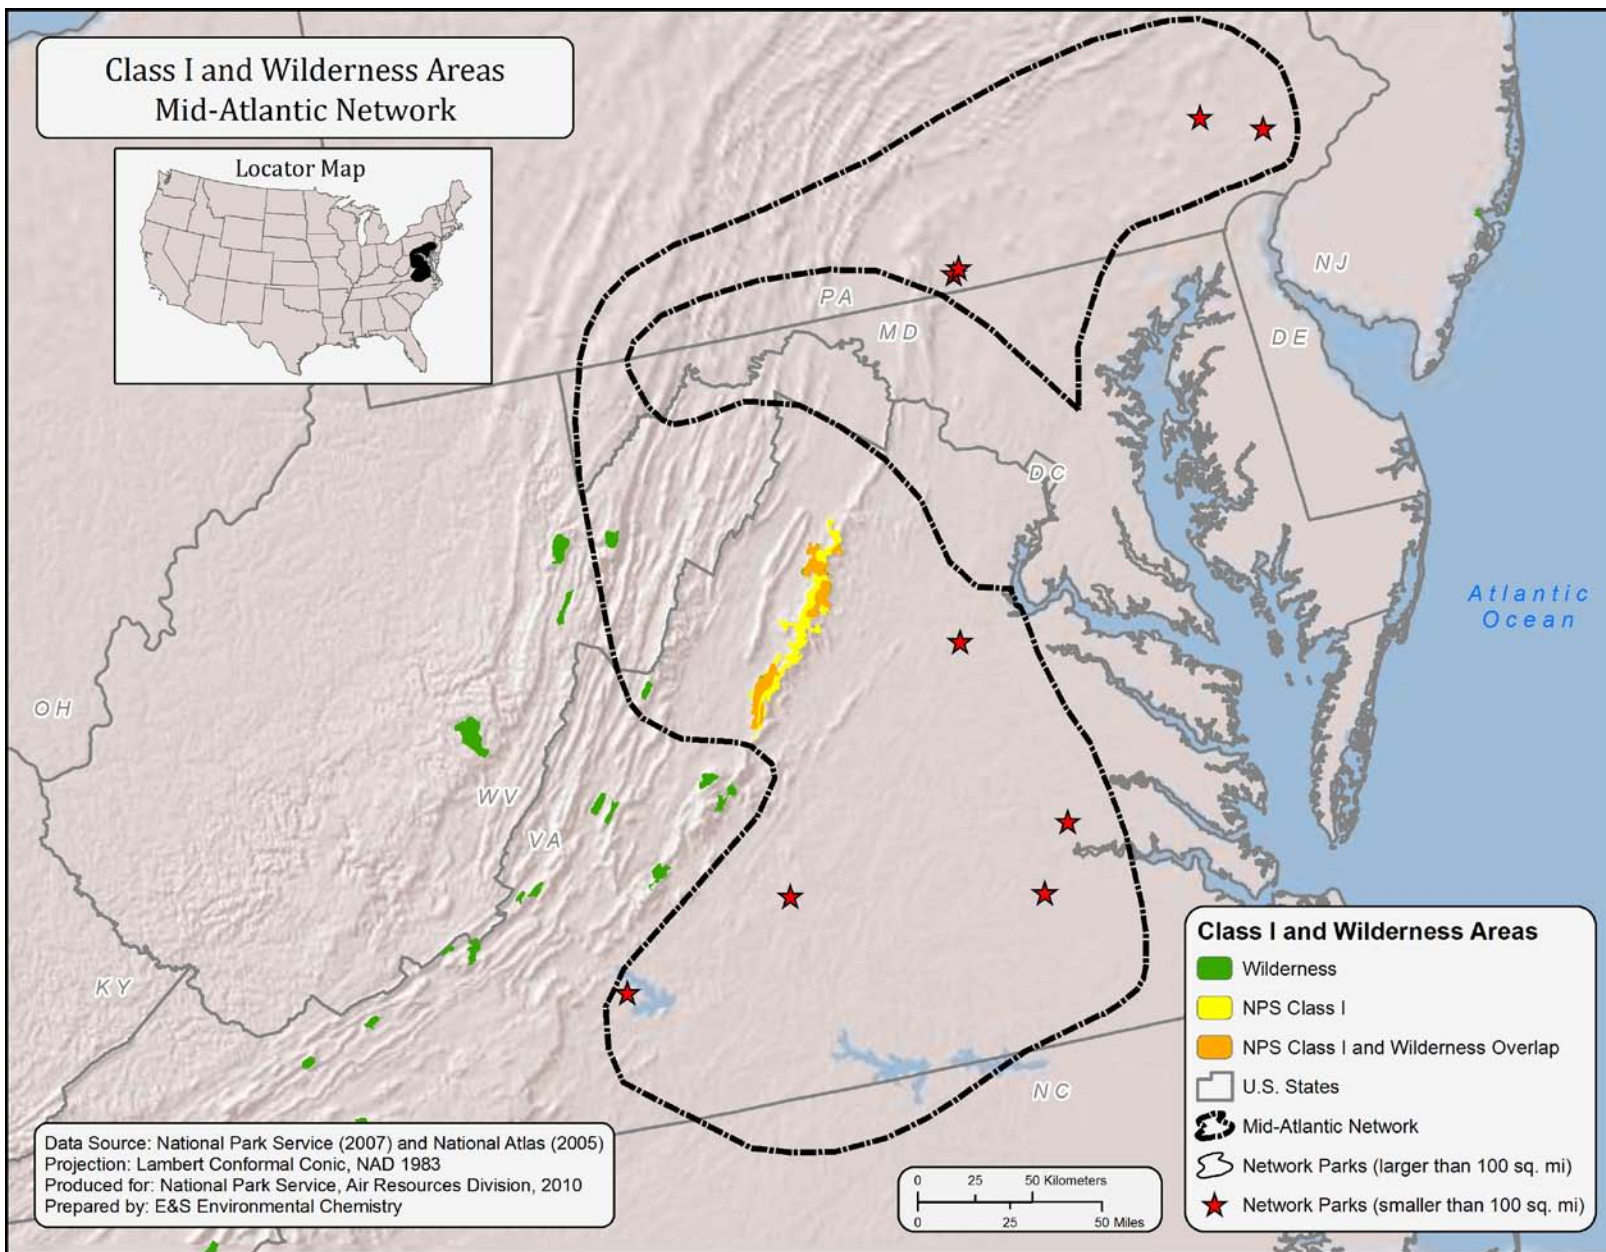 Class I and Wilderness Areas
Mid-Atlantic Network
Locator Map
PA
MD
NJ
DE
DC
Atlantic
Ocean
OH
WV
VA
KY
NC
Class I and Wilderness Areas
Wilderness
NPS Class I
NPS Class I and Wilderness Overlap
U.S. States
Mid-Atlantic Network
Network Parks (larger than 100 sq. mi)
Network Parks (smaller than 100 sq. mi)
Data Source: National Park Service (2007) and National Atlas (2005)
Projection: Lambert Conformal Conic, NAD 1983
Produced for: National Park Service, Air Resources Division, 2010
Prepared by: E&S Environmental Chemistry
0 25 50 Kilometers
0 25 50 Miles